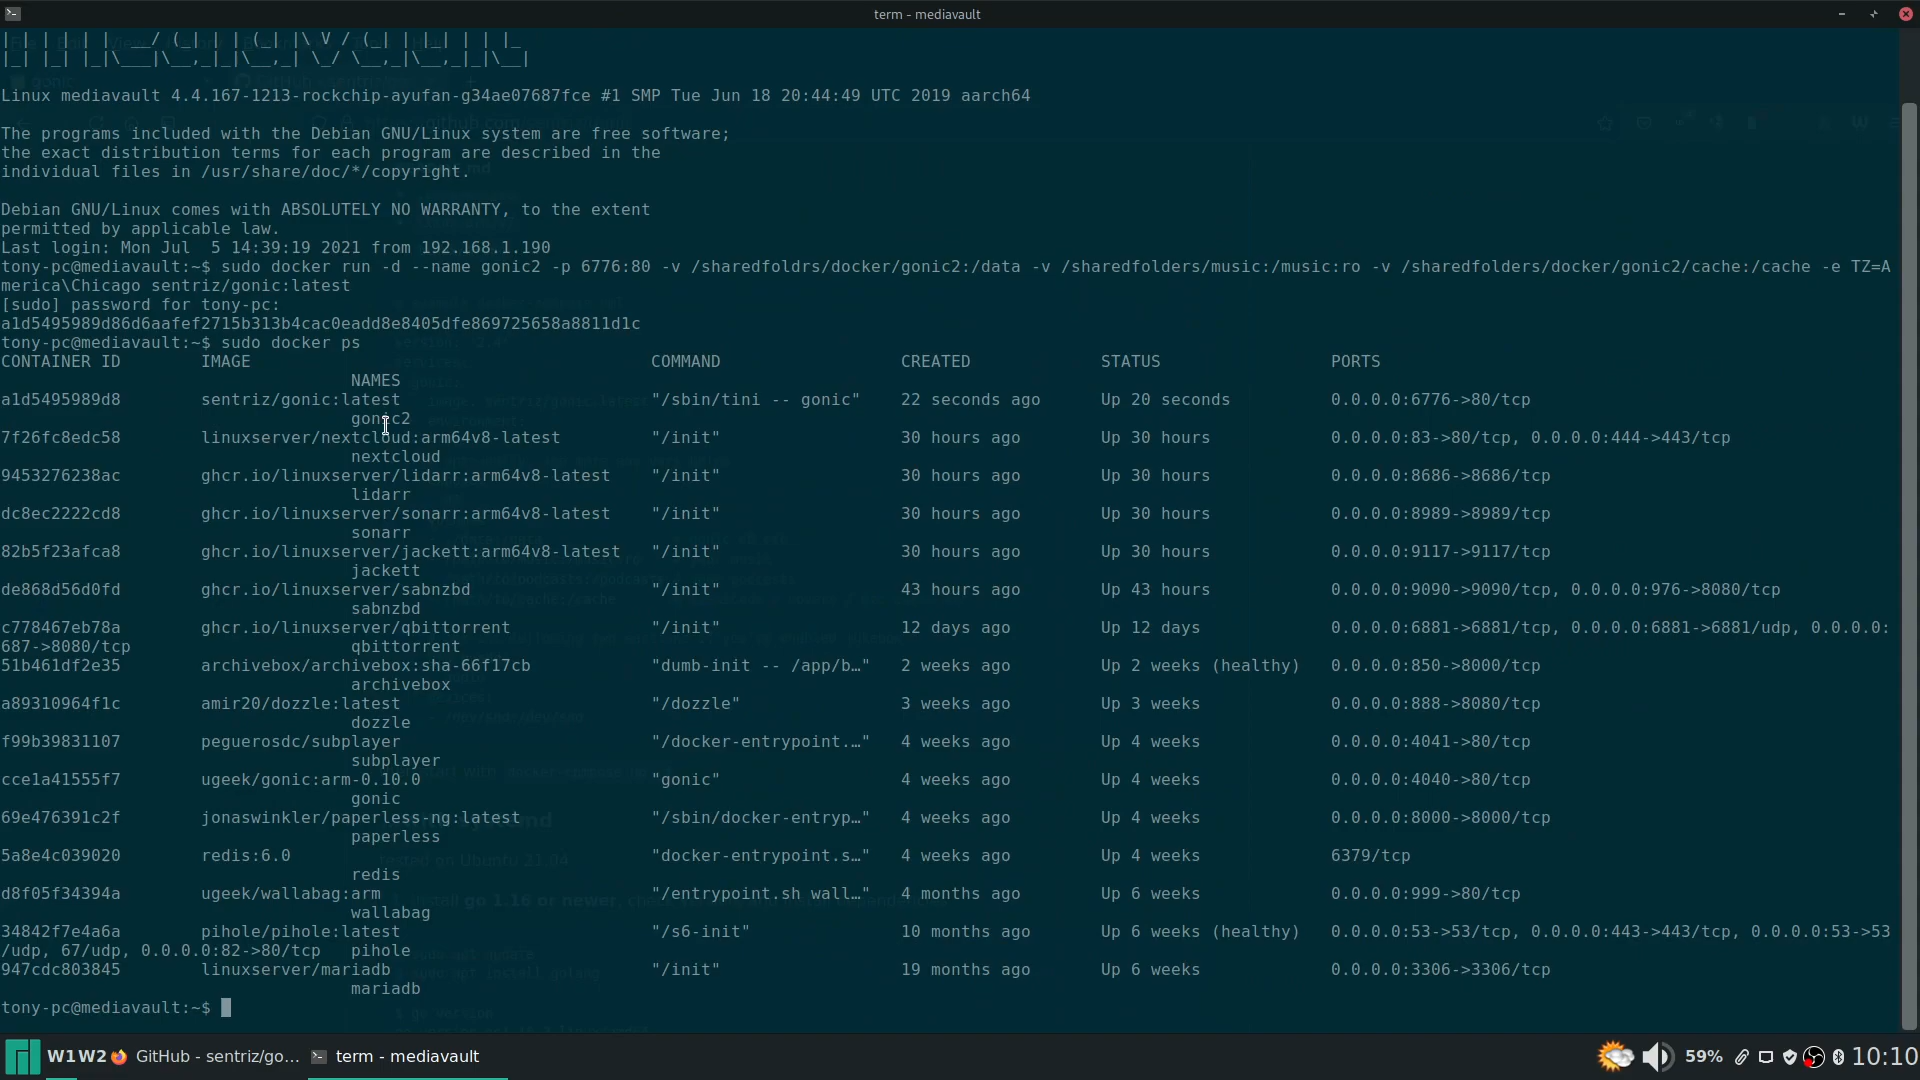 term - mediavault
| | | | | | __/ (_| | | (_| |\ V / (_| | |_| | | |_
|_| |_| |_|\___|\__,_|_|\__,_| \_/ \__,_|\__,_|_|\__|
Linux mediavault 4.4.167-1213-rockchip-ayufan-g34ae07687fce #1 SMP Tue Jun 18 20:44:49 UTC 2019 aarch64
The programs included with the Debian GNU/Linux system are free software;
the exact distribution terms for each program are described in the
individual files in /usr/share/doc/*/copyright.
Debian GNU/Linux comes with ABSOLUTELY NO WARRANTY, to the extent
permitted by applicable law.
Last login: Mon Jul  5 14:39:19 2021 from 192.168.1.190
tony-pc@mediavault:~$ sudo docker run -d --name gonic2 -p 6776:80 -v /sharedfoldrs/docker/gonic2:/data -v /sharedfolders/music:/music:ro -v /sharedfolders/docker/gonic2/cache:/cache -e TZ=A
merica\Chicago sentriz/gonic:latest
[sudo] password for tony-pc:
a1d5495989d86d6aafef2715b313b4cac0eadd8e8405dfe869725658a8811d1c
tony-pc@mediavault:~$ sudo docker ps
CONTAINER ID        IMAGE                                        COMMAND                  CREATED             STATUS                 PORTS
NAMES
a1d5495989d8        sentriz/gonic:latest                         "/sbin/tini -- gonic"    22 seconds ago      Up 20 seconds          0.0.0.0:6776->80/tcp
gonic2
7f26fc8edc58        linuxserver/nextcloud:arm64v8-latest         "/init"                  30 hours ago        Up 30 hours            0.0.0.0:83->80/tcp, 0.0.0.0:444->443/tcp
nextcloud
9453276238ac        ghcr.io/linuxserver/lidarr:arm64v8-latest    "/init"                  30 hours ago        Up 30 hours            0.0.0.0:8686->8686/tcp
lidarr
dc8ec2222cd8        ghcr.io/linuxserver/sonarr:arm64v8-latest    "/init"                  30 hours ago        Up 30 hours            0.0.0.0:8989->8989/tcp
sonarr
82b5f23afca8        ghcr.io/linuxserver/jackett:arm64v8-latest   "/init"                  30 hours ago        Up 30 hours            0.0.0.0:9117->9117/tcp
jackett
de868d56d0fd        ghcr.io/linuxserver/sabnzbd                  "/init"                  43 hours ago        Up 43 hours            0.0.0.0:9090->9090/tcp, 0.0.0.0:976->8080/tcp
sabnzbd
c778467eb78a        ghcr.io/linuxserver/qbittorrent              "/init"                  12 days ago         Up 12 days             0.0.0.0:6881->6881/tcp, 0.0.0.0:6881->6881/udp, 0.0.0.0:
687->8080/tcp                      qbittorrent
51b461df2e35        archivebox/archivebox:sha-66f17cb            "dumb-init -- /app/b…"   2 weeks ago         Up 2 weeks (healthy)   0.0.0.0:850->8000/tcp
archivebox
a89310964f1c        amir20/dozzle:latest                         "/dozzle"                3 weeks ago         Up 3 weeks             0.0.0.0:888->8080/tcp
dozzle
f99b39831107        peguerosdc/subplayer                         "/docker-entrypoint.…"   4 weeks ago         Up 4 weeks             0.0.0.0:4041->80/tcp
subplayer
cce1a41555f7        ugeek/gonic:arm-0.10.0                       "gonic"                  4 weeks ago         Up 4 weeks             0.0.0.0:4040->80/tcp
gonic
69e476391c2f        jonaswinkler/paperless-ng:latest             "/sbin/docker-entryp…"   4 weeks ago         Up 4 weeks             0.0.0.0:8000->8000/tcp
paperless
5a8e4c039020        redis:6.0                                    "docker-entrypoint.s…"   4 weeks ago         Up 4 weeks             6379/tcp
redis
d8f05f34394a        ugeek/wallabag:arm                           "/entrypoint.sh wall…"   4 months ago        Up 6 weeks             0.0.0.0:999->80/tcp
wallabag
34842f7e4a6a        pihole/pihole:latest                         "/s6-init"               10 months ago       Up 6 weeks (healthy)   0.0.0.0:53->53/tcp, 0.0.0.0:443->443/tcp, 0.0.0.0:53->53
/udp, 67/udp, 0.0.0.0:82->80/tcp   pihole
947cdc803845        linuxserver/mariadb                          "/init"                  19 months ago       Up 6 weeks             0.0.0.0:3306->3306/tcp
mariadb
tony-pc@mediavault:~$
W1 W2 GitHub - sentriz/go... term - mediavault 59% 10:10